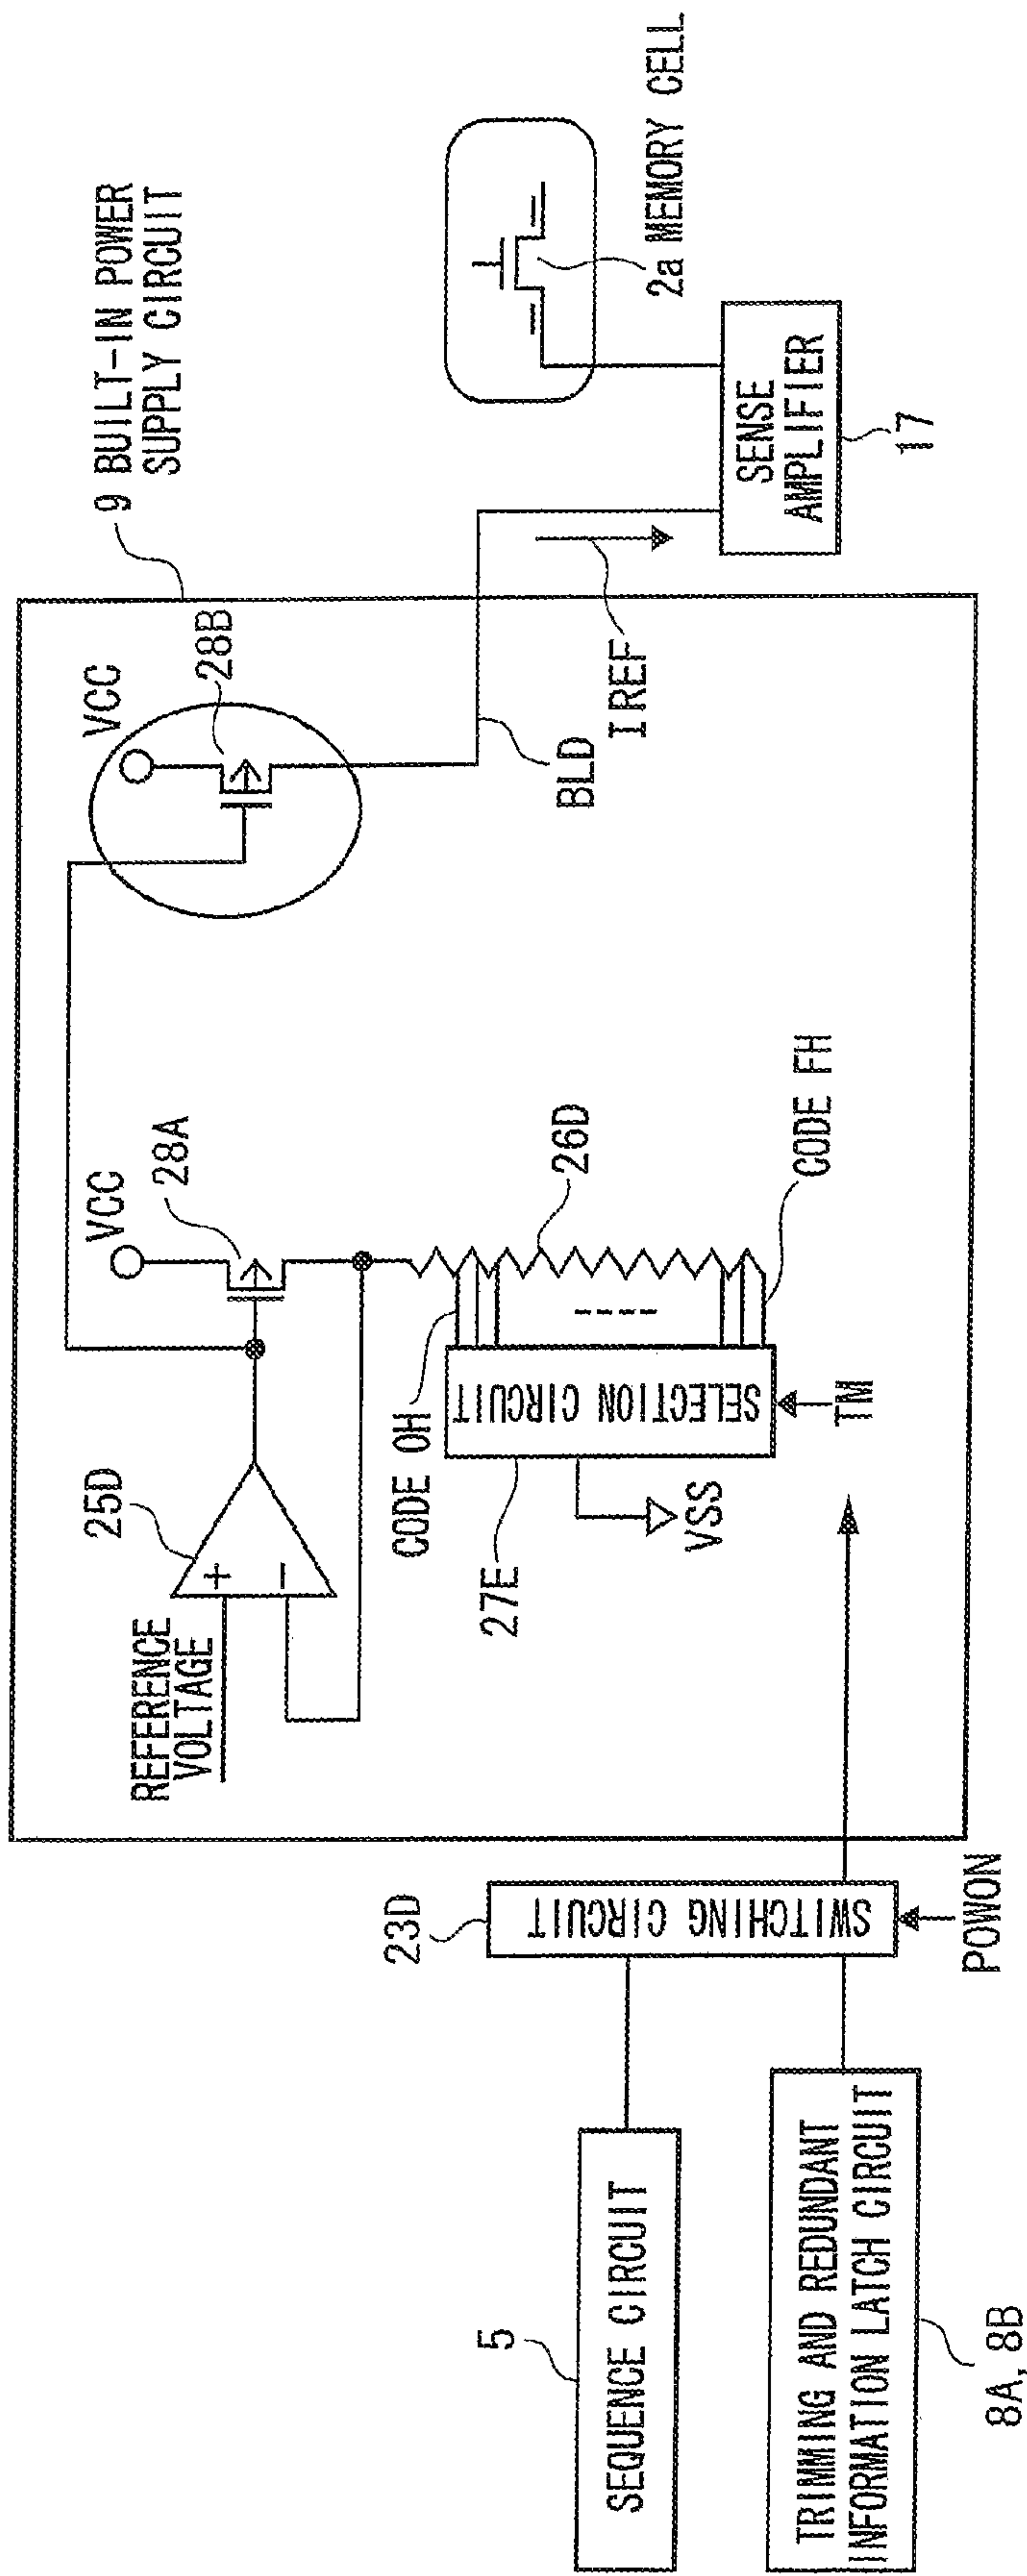 9 BUILT-IN POWER
SUPPLY CIRCUIT
VCC
28B
VCC
28A
25D
REFERENCE
VOLTAGE
+
-
CODE 0H
26D
CODE FH
SELECTION CIRCUIT
27E
VSS
TM
BLD
IREF
2a MEMORY CELL
SENSE
AMPLIFIER
17
23D
SWITCHING CIRCUIT
POWON
5
SEQUENCE CIRCUIT
TRIMMING AND REDUNDANT
INFORMATION LATCH CIRCUIT
8A, 8B